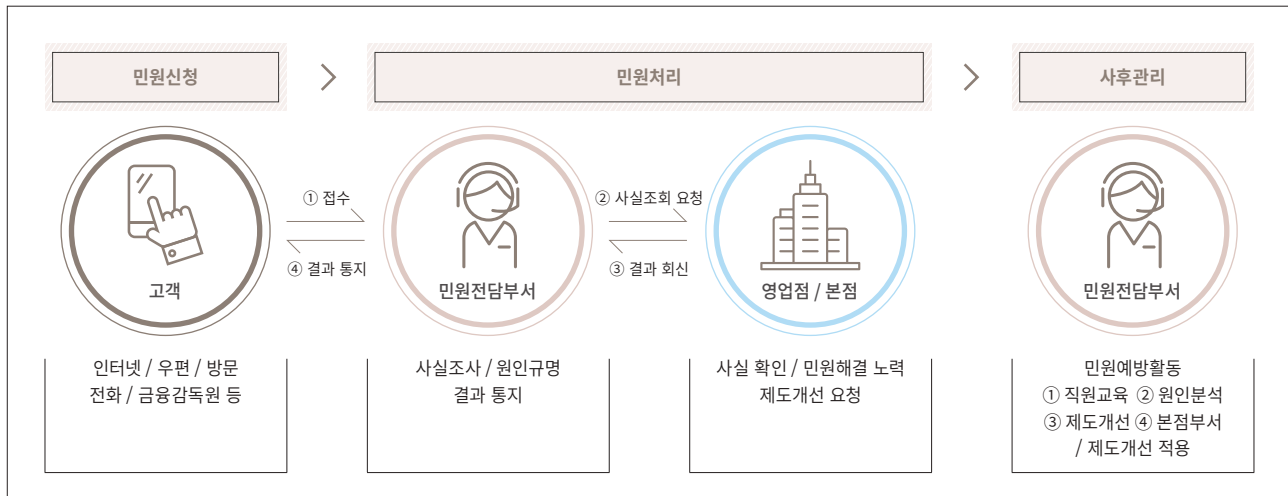 민원신청
민원처리
사후관리
① 접수
④ 결과 통지
② 사실조회 요청
③ 결과 회신
고객
민원전담부서
영업점 / 본점
민원전담부서
인터넷 / 우편 / 방문
전화 / 금융감독원 등
사실조사 / 원인규명
결과 통지
사실 확인 / 민원해결 노력
제도개선 요청
민원예방활동
① 직원교육 ② 원인분석
③ 제도개선 ④ 본점부서
/ 제도개선 적용